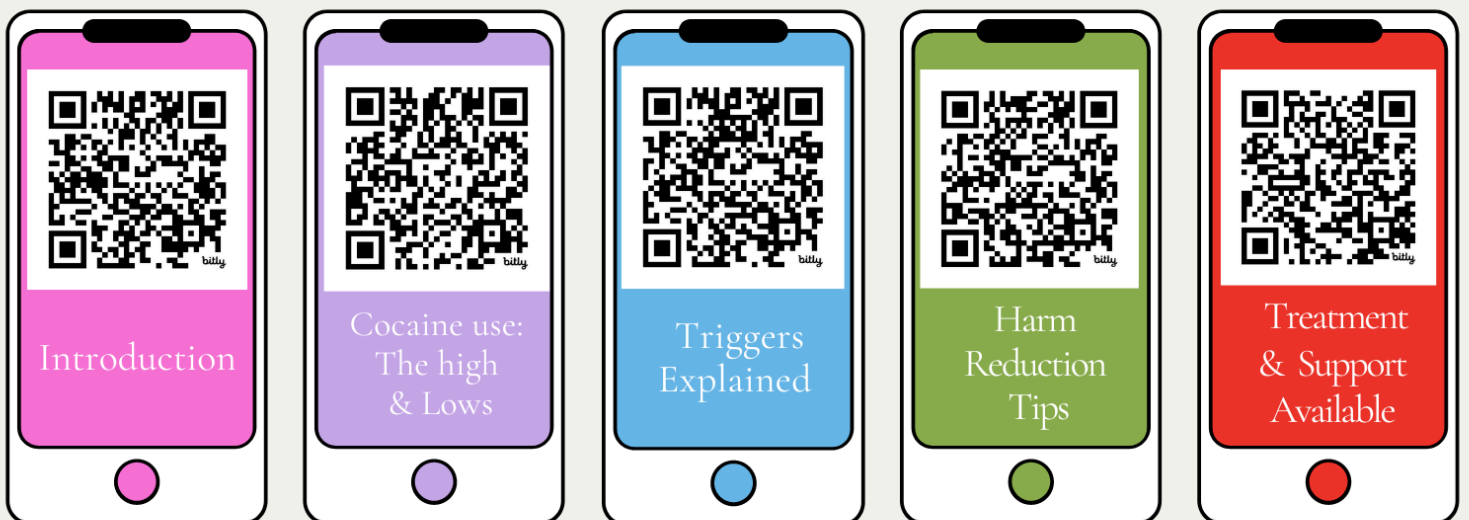 bitly
Introduction
bitly
Cocaine use:
The high
& Lows
bitly
Triggers
Explained
bitly
Harm
Reduction
Tips
bitly
Treatment
& Support
Available